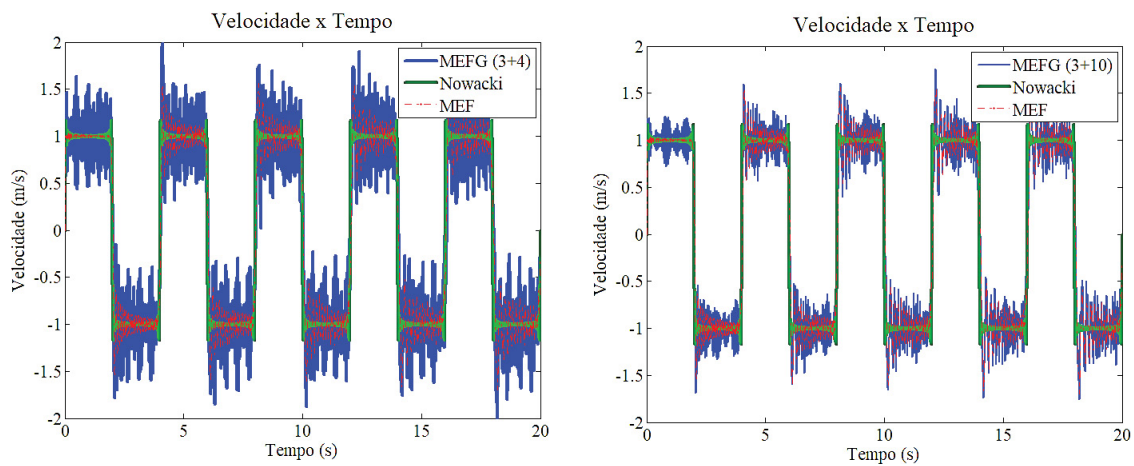 Velocidade x Tempo
2
1.5
1
0.5
0
-0.5
-1
-1.5
-2
Velocidade (m/s)
MEFG (3+4)
Nowacki
MEF
0
5
10
15
20
Tempo (s)
Velocidade x Tempo
2
1.5
1
0.5
0
-0.5
-1
-1.5
-2
Velocidade (m/s)
MEFG (3+10)
Nowacki
MEF
0
5
10
15
20
Tempo (s)